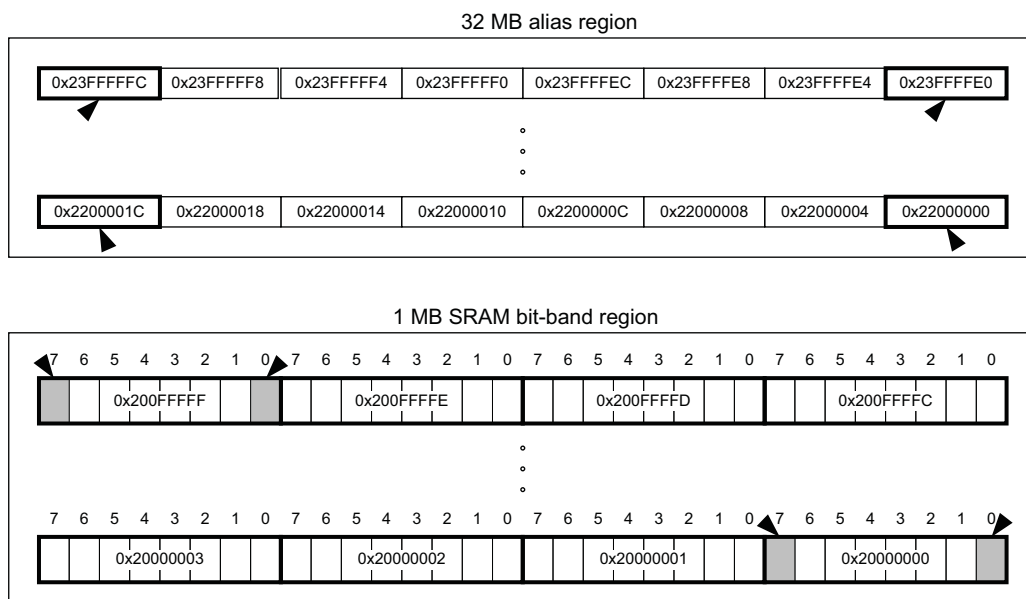 32 MB alias region
0x23FFFFFC 0x23FFFFF8 0x23FFFFF4 0x23FFFFF0 0x23FFFFEC 0x23FFFFE8 0x23FFFFE4 0x23FFFFE0
0x2200001C 0x22000018 0x22000014 0x22000010 0x2200000C 0x22000008 0x22000004 0x22000000
1 MB SRAM bit-band region
7 6 5 4 3 2 1 0 7 6 5 4 3 2 1 0 7 6 5 4 3 2 1 0 7 6 5 4 3 2 1 0
0x200FFFFF 0x200FFFFE 0x200FFFFD 0x200FFFFC
7 6 5 4 3 2 1 0 7 6 5 4 3 2 1 0 7 6 5 4 3 2 1 0 7 6 5 4 3 2 1 0
0x20000003 0x20000002 0x20000001 0x20000000